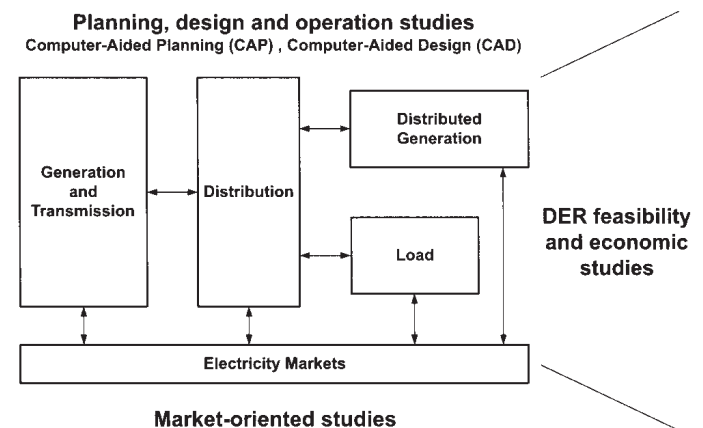 Planning, design and operation studies
Computer-Aided Planning (CAP) , Computer-Aided Design (CAD)
Generation
and
Transmission
Distribution
Distributed
Generation
Load
DER feasibility
and economic
studies
Electricity Markets
Market-oriented studies